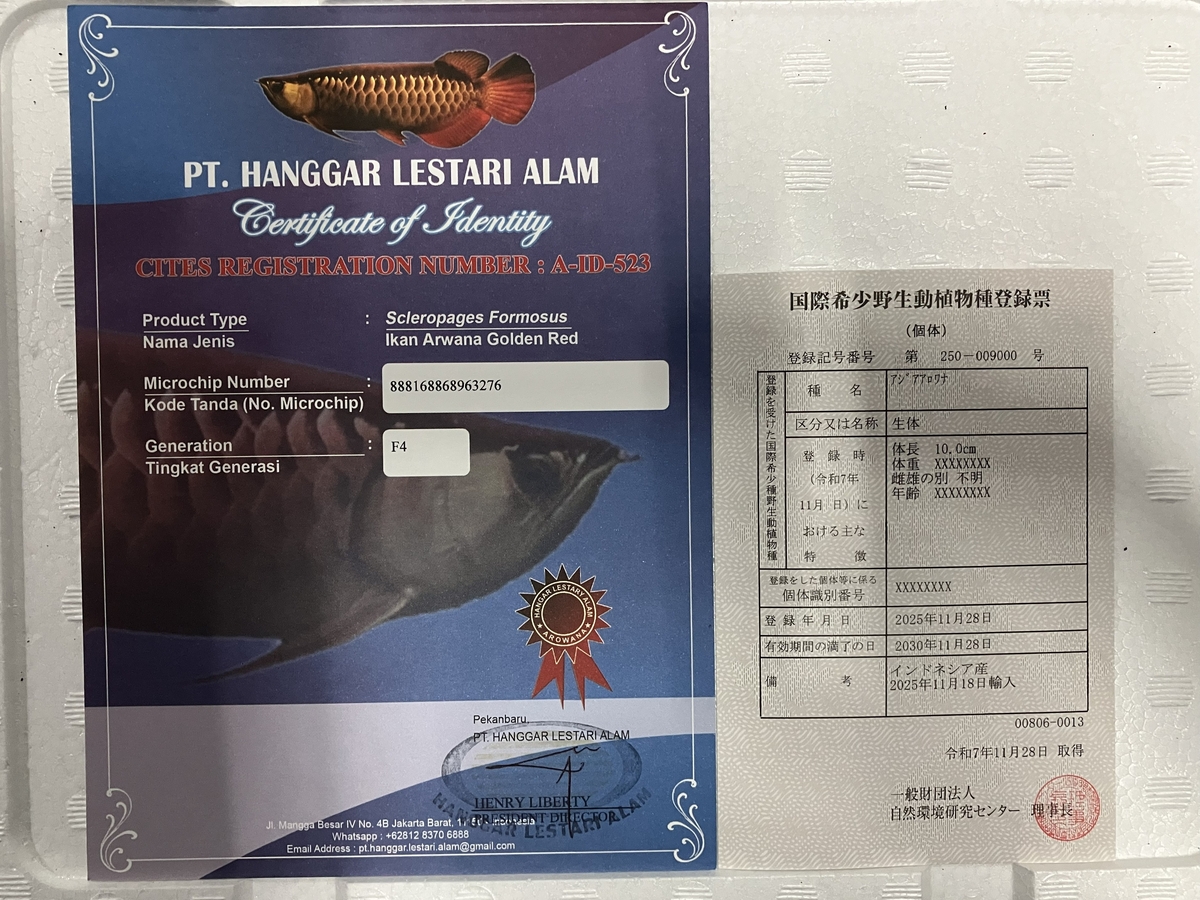 PT. HANGGAR LESTARI ALAM
Certificate of Identity
CITES REGISTRATION NUMBER : A-ID-523
Product Type : Scleropages Formosus
Nama Jenis Ikan Arwana Golden Red
Microchip Number : 888168868963276
Kode Tanda (No. Microchip)
Generation : F4
Tingkat Generasi
HANGGAR LESTARY ALAM
AROWANA
Pekanbaru,
PT. HANGGAR LESTARI ALAM
HENRY LIBERTY
PRESIDENT DIRECTOR
HANGGAR LESTARI ALAM
Jl. Mangga Besar IV No. 4B Jakarta Barat, Indonesia
Whatsapp : +62812 8370 6888
Email Address : pt.hanggar.lestari.alam@gmail.com
国際希少野生動植物種登録票
(個体)
登録記号番号 第 250-009000 号
登録を受けた国際希少種野生動植物種
種名 アジアアロワナ
区分又は名称 生体
登録時
(令和7年
11月 日)に
おける主な
特徴
体長 10.0cm
体重 XXXXXXXX
雌雄の別 不明
年齢 XXXXXXXX
登録をした個体等に係る
個体識別番号 XXXXXXXX
登録年月日 2025年11月28日
有効期間の満了の日 2030年11月28日
備考 インドネシア産
2025年11月18日輸入
00806-0013
令和7年11月28日 取得
一般財団法人
自然環境研究センター 理事長